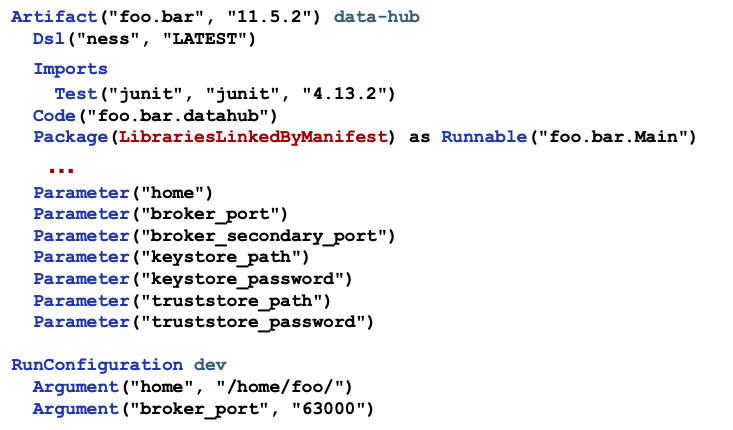 Artifact("foo.bar", "11.5.2") data-hub
Dsl("ness", "LATEST")
Imports
Test("junit", "junit", "4.13.2")
Code("foo.bar.datahub")
Package(LibrariesLinkedByManifest) as Runnable("foo.bar.Main")
...
Parameter("home")
Parameter("broker_port")
Parameter("broker_secondary_port")
Parameter("keystore_path")
Parameter("keystore_password")
Parameter("truststore_path")
Parameter("truststore_password")
RunConfiguration dev
Argument("home", "/home/foo/")
Argument("broker_port", "63000")